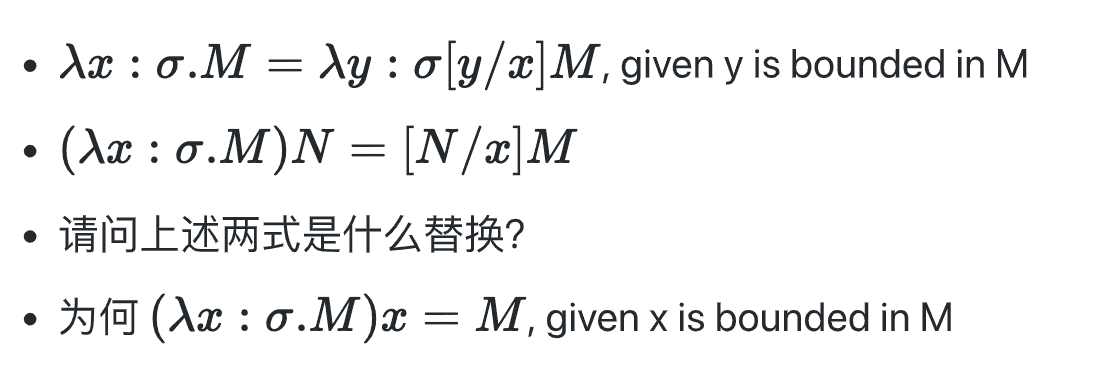 • λx : σ.M = λy : σ[y/x]M, given y is bounded in M
• (λx : σ.M)N = [N/x]M
• 请问上述两式是什么替换?
• 为何 (λx : σ.M)x = M, given x is bounded in M